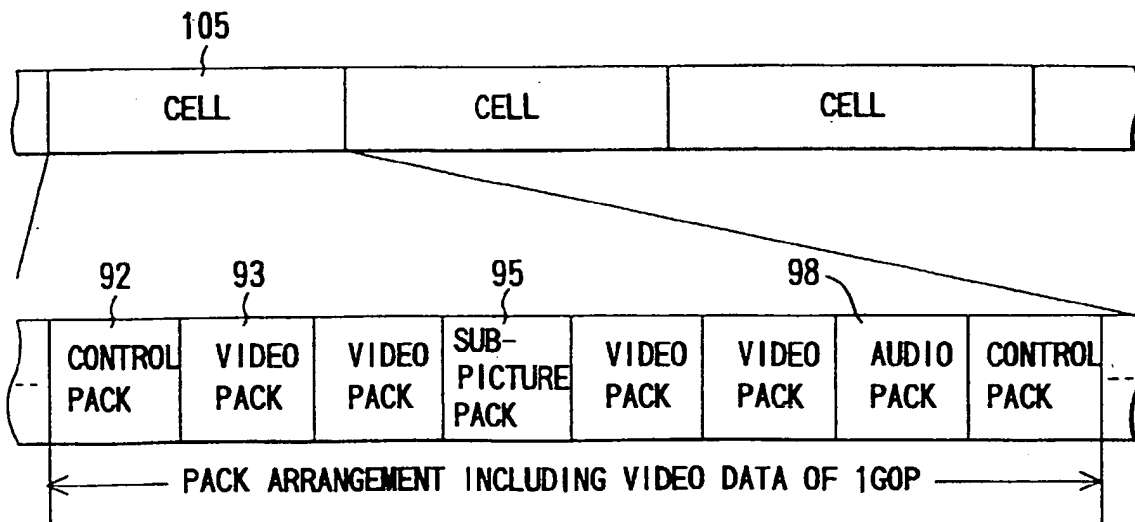 105
CELL CELL CELL
92 93 95 98
CONTROL PACK VIDEO PACK VIDEO PACK SUB-PICTURE PACK VIDEO PACK VIDEO PACK AUDIO PACK CONTROL PACK
PACK ARRANGEMENT INCLUDING VIDEO DATA OF 1GOP